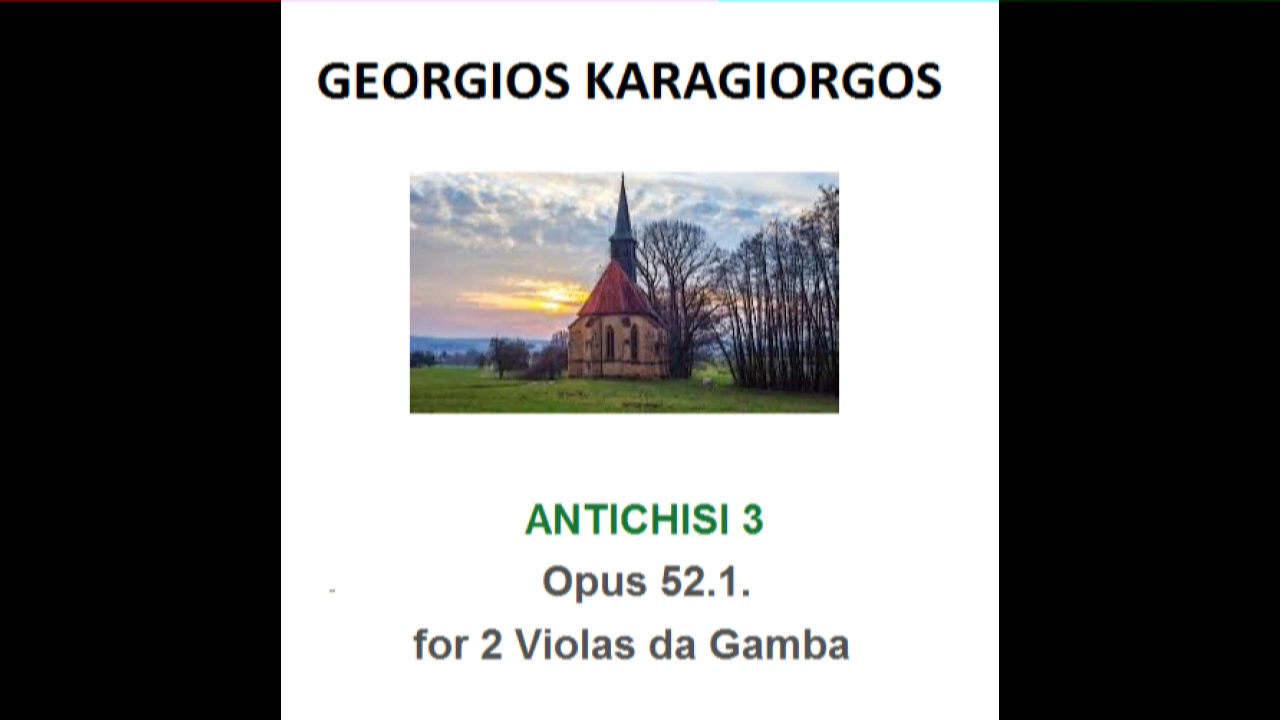 GEORGIOS KARAGIORGOS
ANTICHISI 3
Opus 52.1.
for 2 Violas da Gamba